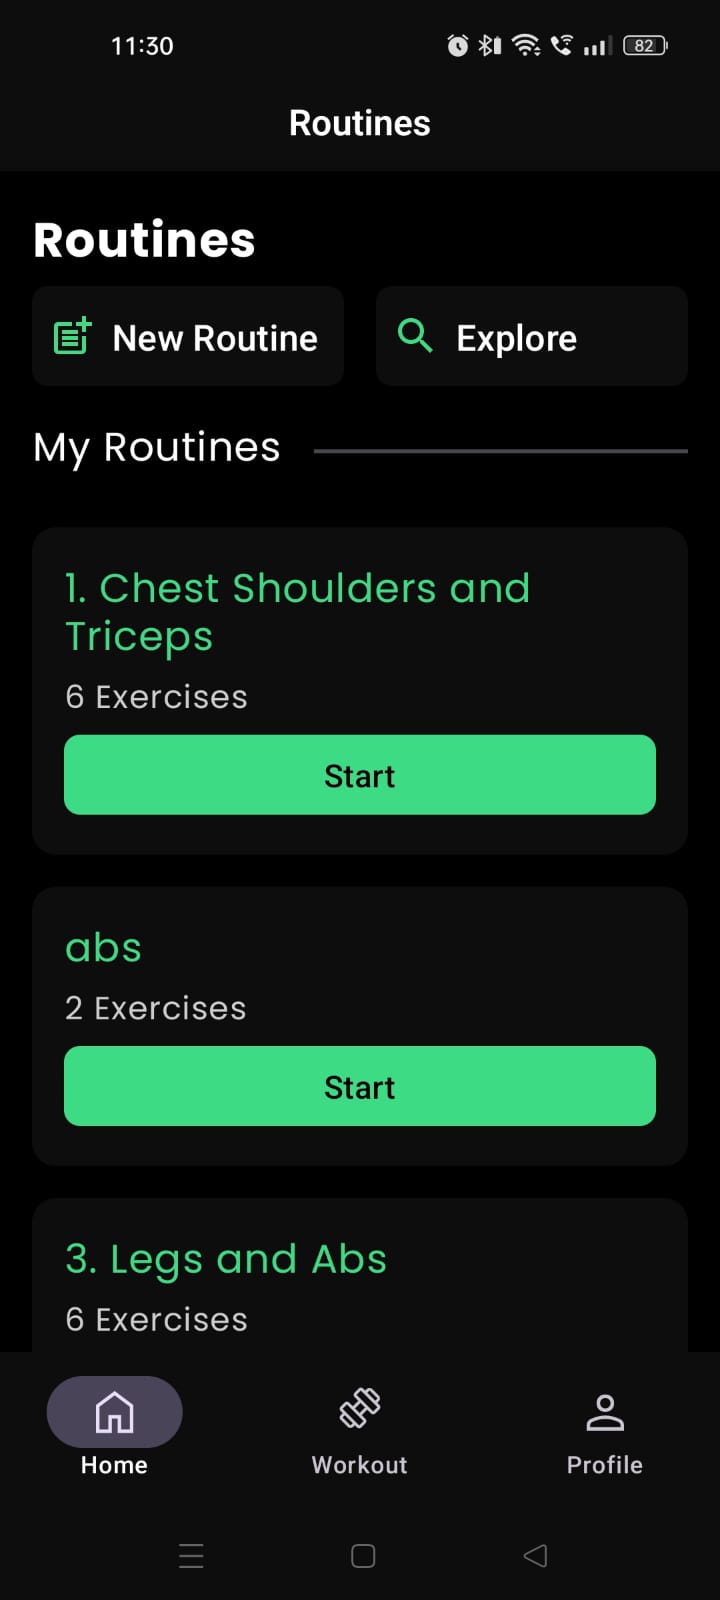 11:30
82
Routines
Routines
New Routine
Explore
My Routines
1. Chest Shoulders and
Triceps
6 Exercises
Start
abs
2 Exercises
Start
3. Legs and Abs
6 Exercises
Home
Workout
Profile